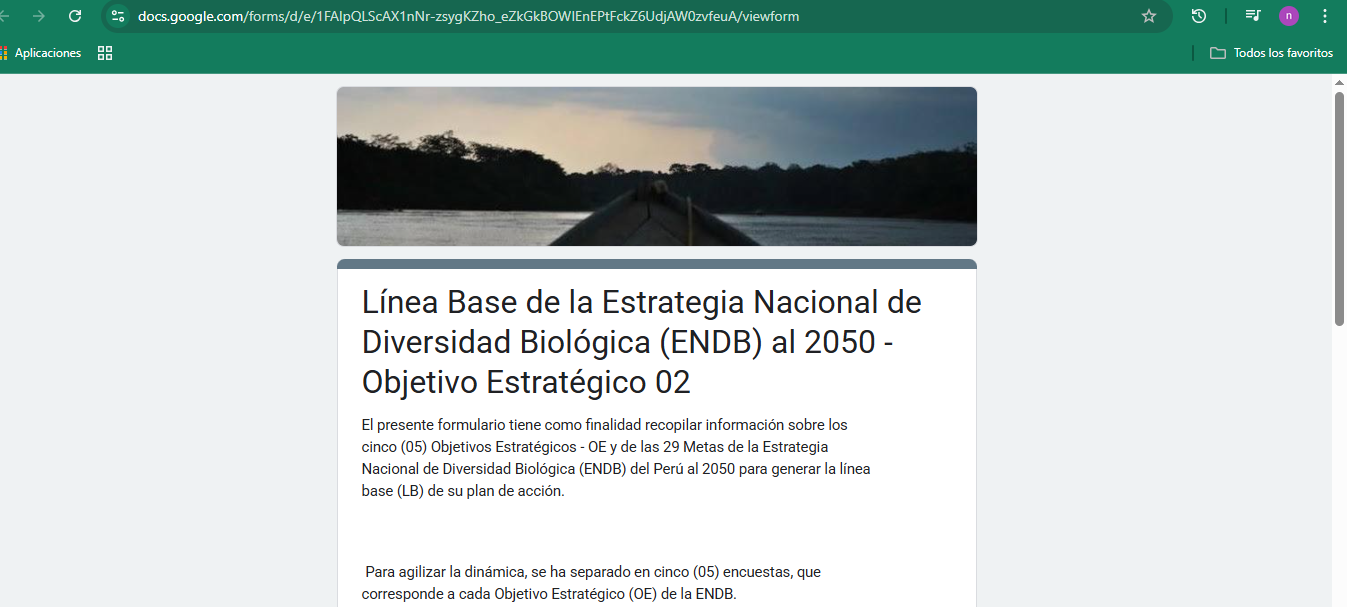 docs.google.com/forms/d/e/1FAIpQLScAX1nNr-zsygKZho_eZkGkBOWIEnEPtFckZ6UdjAW0zvfeuA/viewform
n
Aplicaciones
Todos los favoritos
Línea Base de la Estrategia Nacional de
Diversidad Biológica (ENDB) al 2050 -
Objetivo Estratégico 02
El presente formulario tiene como finalidad recopilar información sobre los
cinco (05) Objetivos Estratégicos - OE y de las 29 Metas de la Estrategia
Nacional de Diversidad Biológica (ENDB) del Perú al 2050 para generar la línea
base (LB) de su plan de acción.
Para agilizar la dinámica, se ha separado en cinco (05) encuestas, que
corresponde a cada Objetivo Estratégico (OE) de la ENDB.